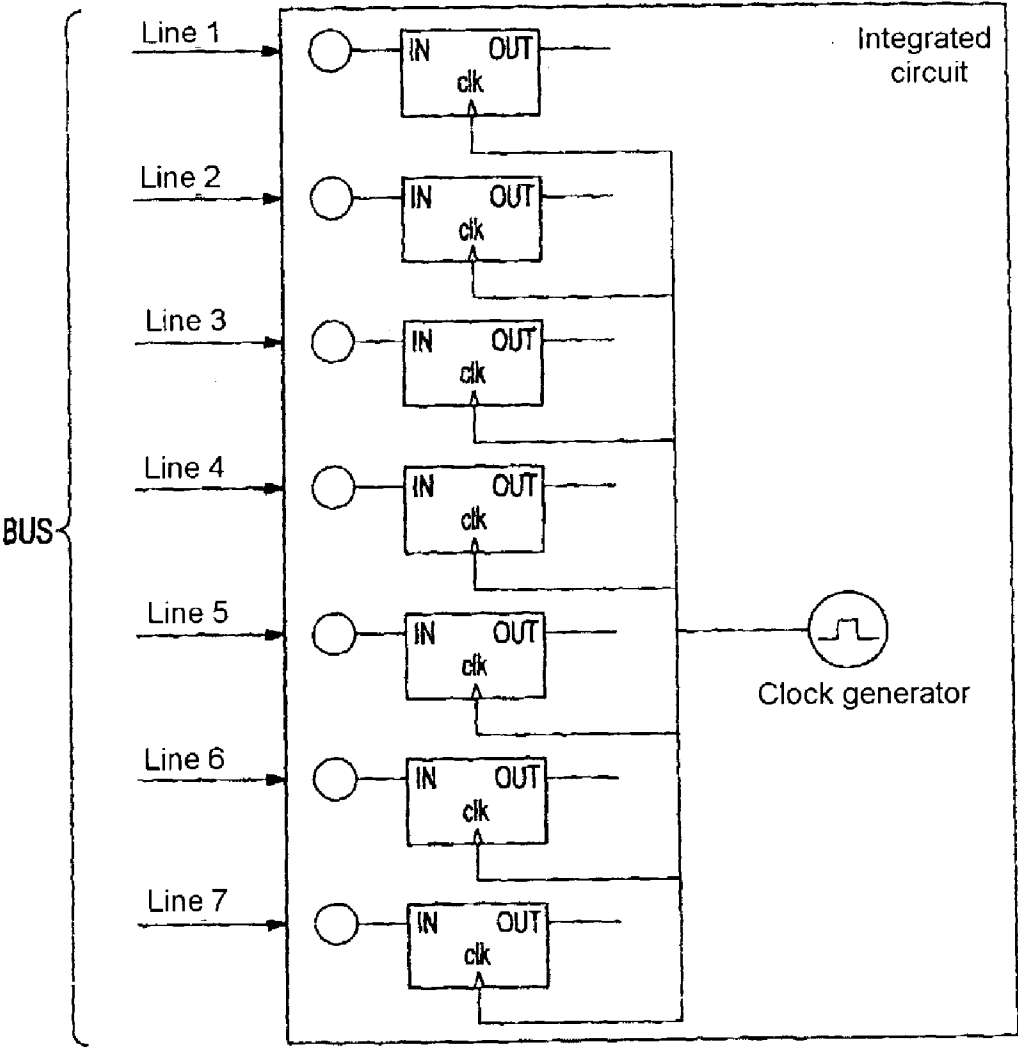 Line 1
IN OUT
clk
Integrated
circuit
Line 2
IN OUT
clk
Line 3
IN OUT
clk
Line 4
IN OUT
clk
BUS
Line 5
IN OUT
clk
Clock generator
Line 6
IN OUT
clk
Line 7
IN OUT
clk